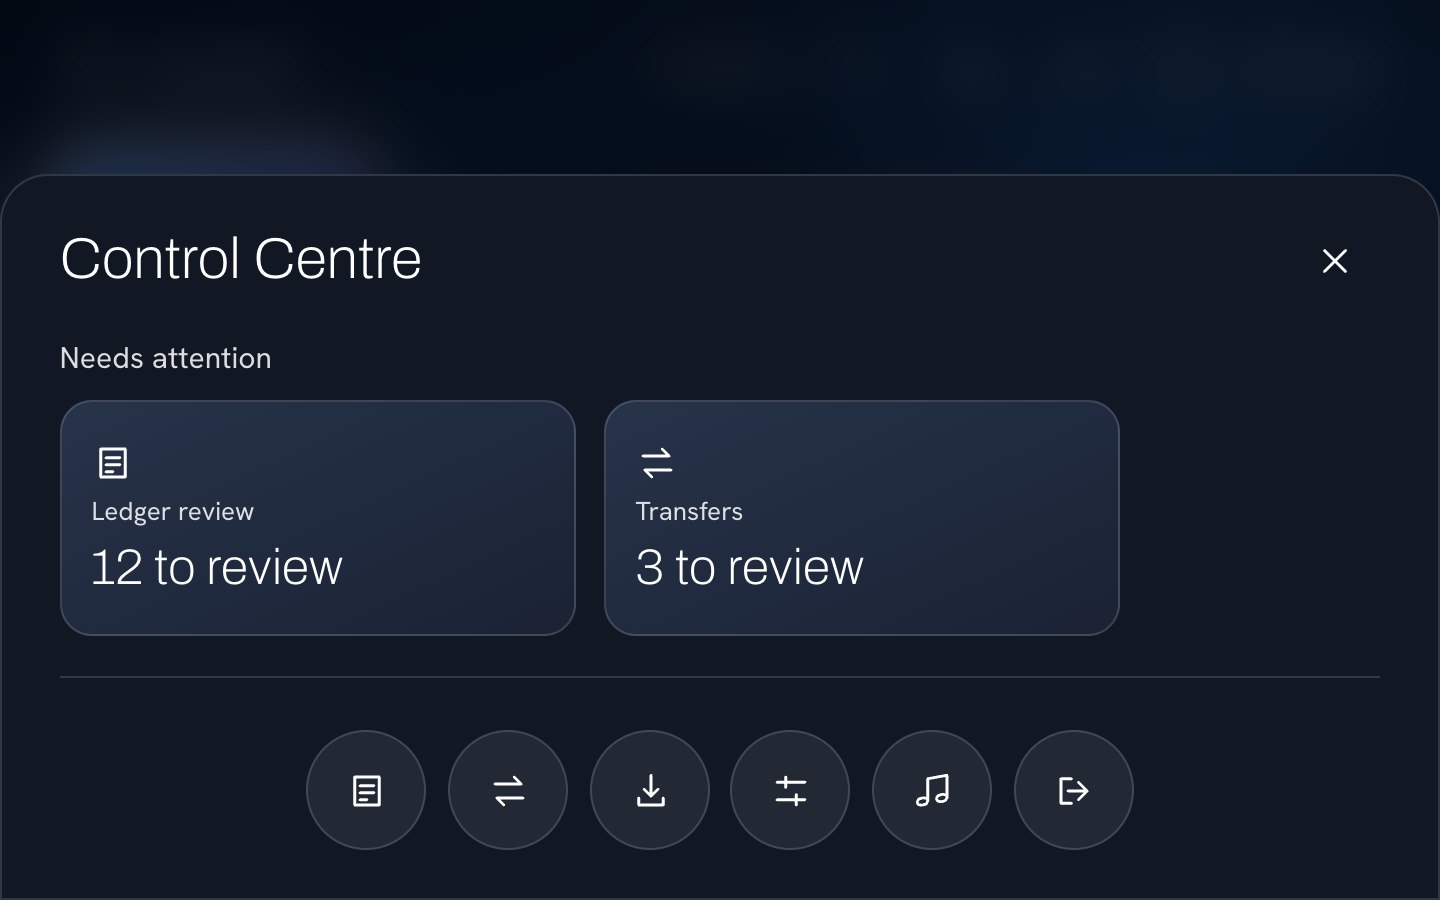 Control Centre
Needs attention
Ledger review
12 to review
Transfers
3 to review